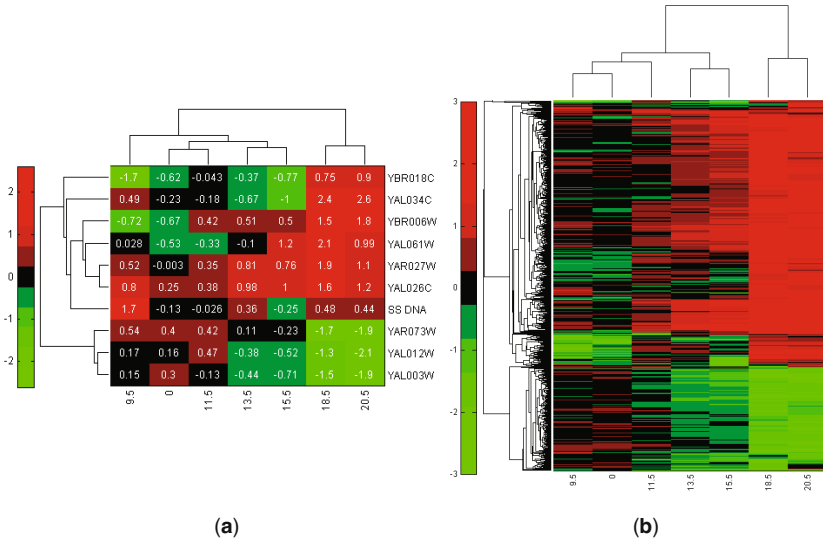 2
1
0
-1
-2
-1.7 -0.62 -0.043 -0.37 -0.77 0.75 0.9 YBR018C
0.49 -0.23 -0.18 -0.67 -1 2.4 2.6 YAL034C
-0.72 -0.67 0.42 0.51 0.5 1.5 1.8 YBR006W
0.028 -0.53 -0.33 -0.1 1.2 2.1 0.99 YAL061W
0.52 -0.003 0.35 0.81 0.76 1.9 1.1 YAR027W
0.8 0.25 0.38 0.98 1 1.6 1.2 YAL026C
1.7 -0.13 -0.026 0.36 -0.25 0.48 0.44 SS DNA
0.54 0.4 0.42 0.11 -0.23 -1.7 -1.9 YAR073W
0.17 0.16 0.47 -0.38 -0.52 -1.3 -2.1 YAL012W
0.15 0.3 -0.13 -0.44 -0.71 -1.5 -1.9 YAL003W
9.5 0 11.5 13.5 15.5 18.5 20.5
(a)
3
2
1
0
-1
-2
-3
9.5 0 11.5 13.5 15.5 18.5 20.5
(b)